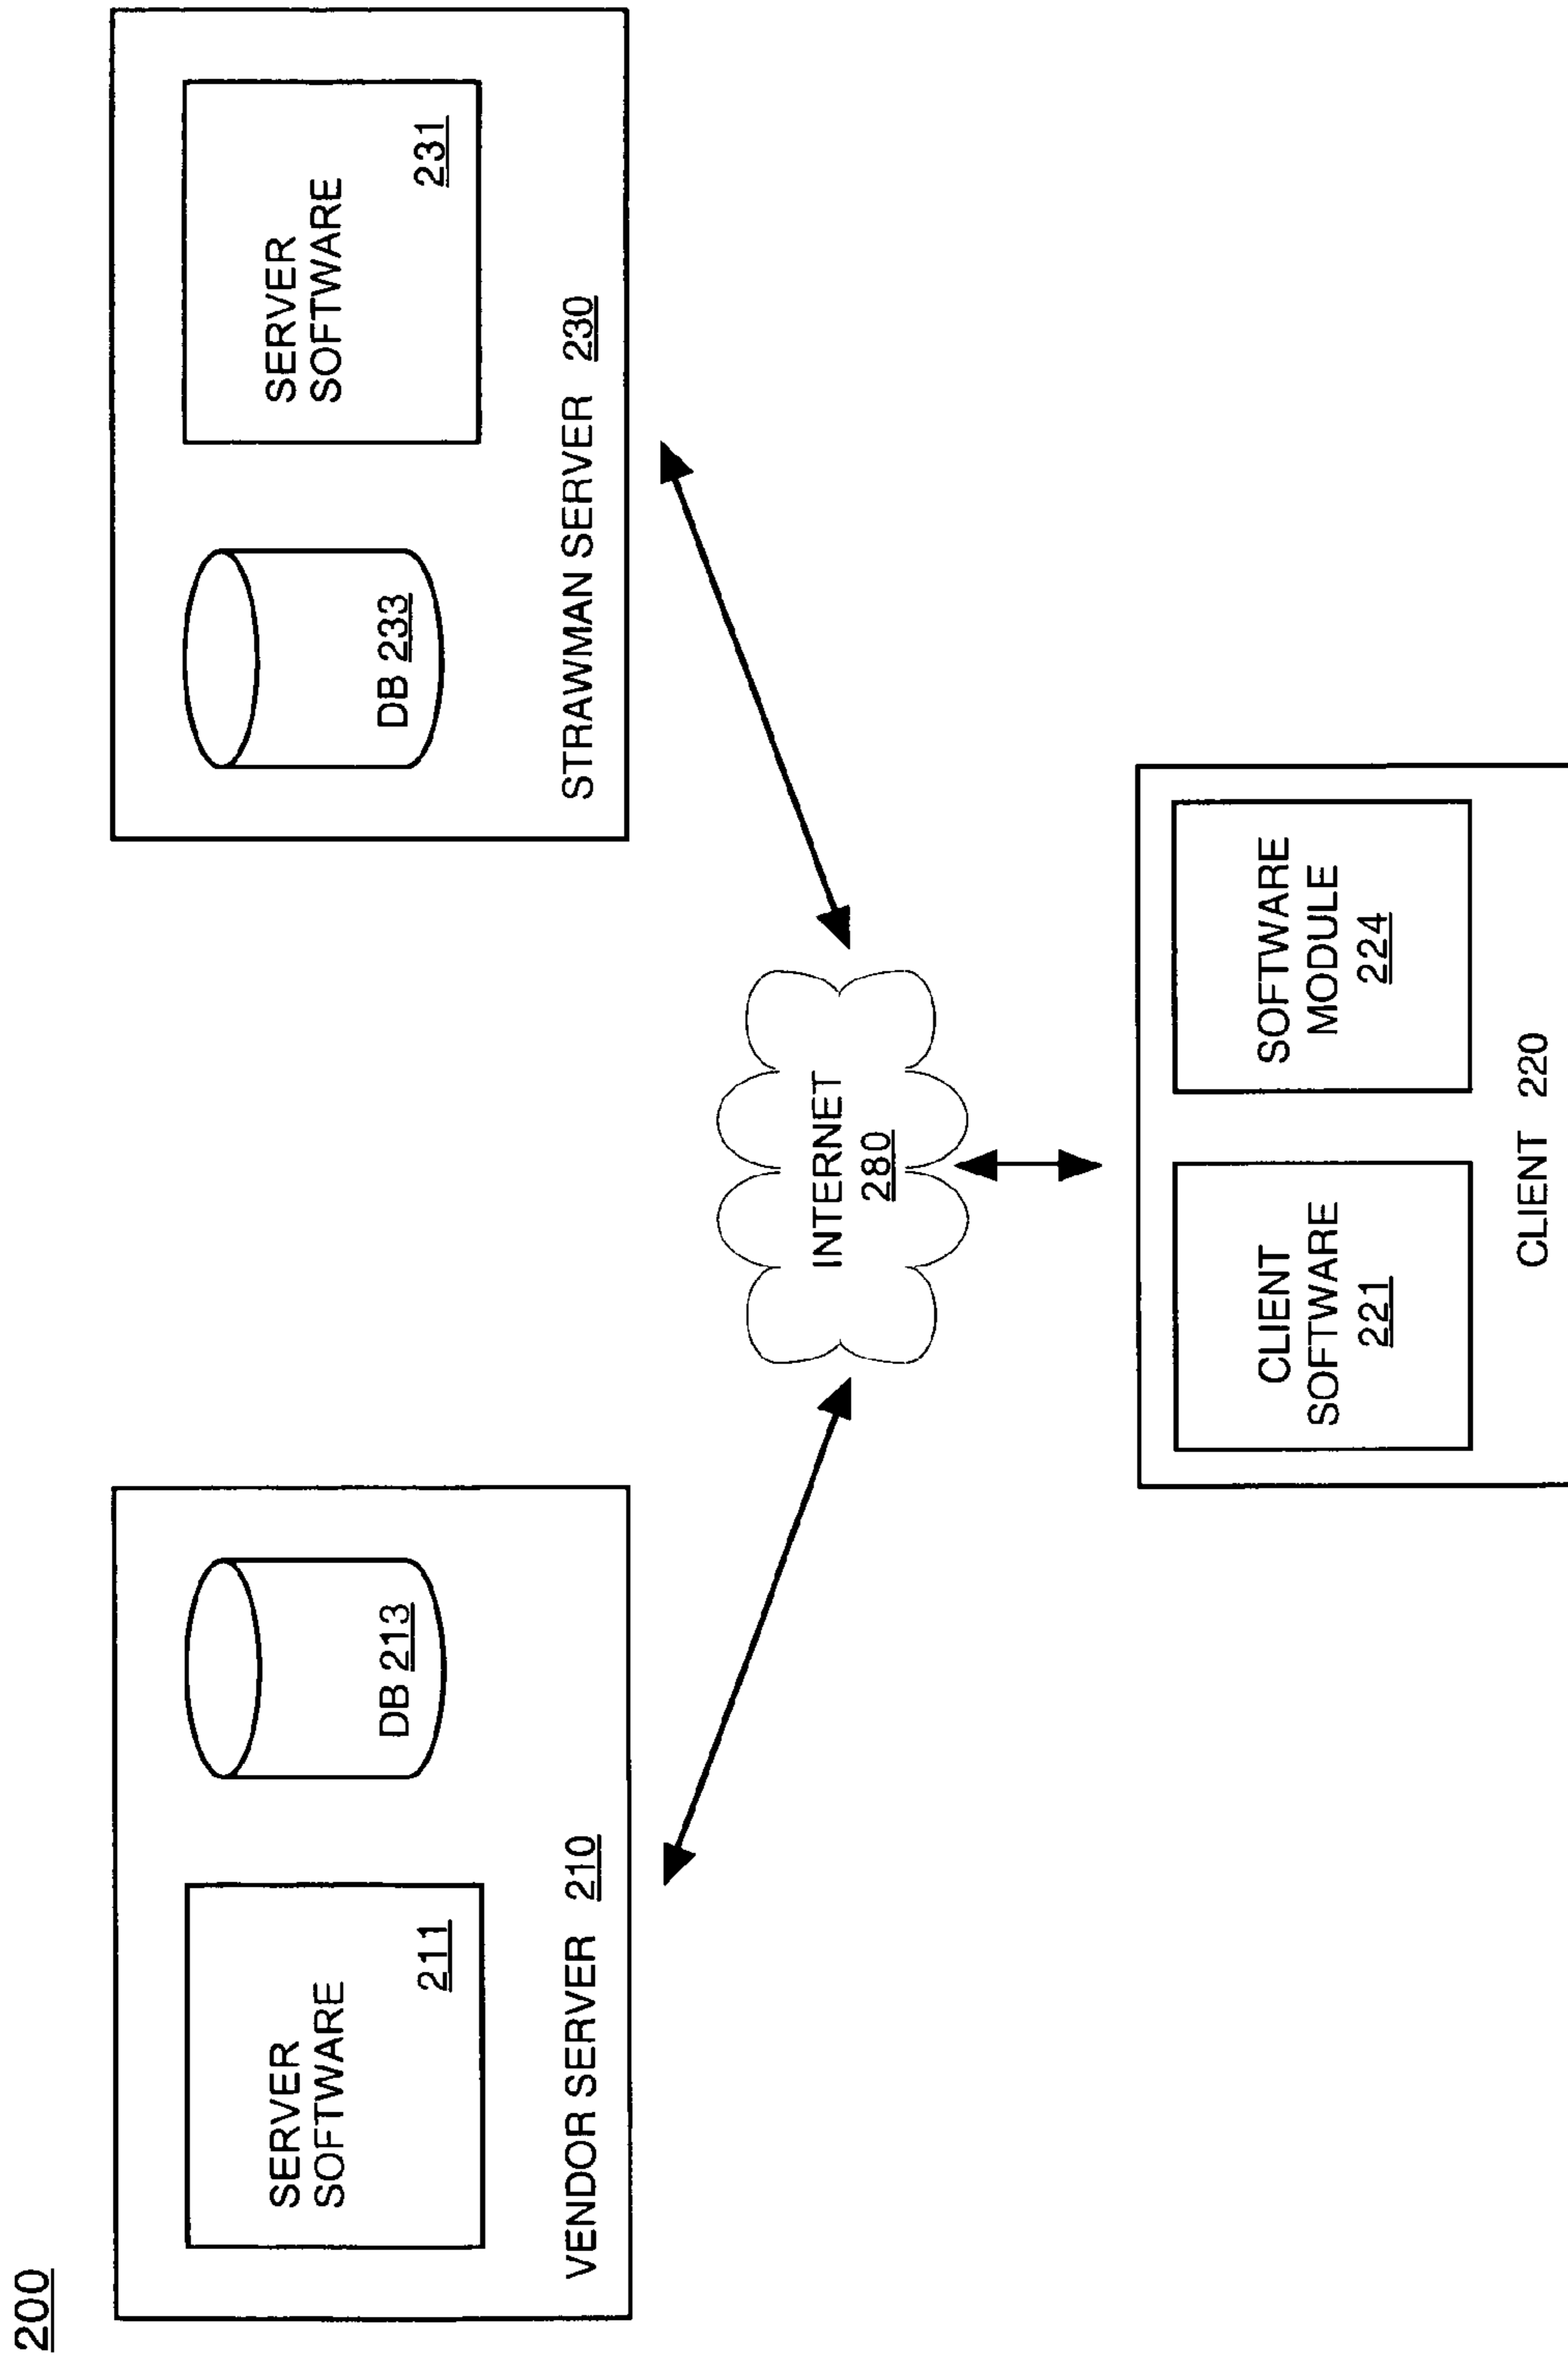 200
SERVER
SOFTWARE
211
DB 213
VENDOR SERVER 210
DB 233
SERVER
SOFTWARE
231
STRAWMAN SERVER 230
INTERNET
280
CLIENT
SOFTWARE
221
SOFTWARE
MODULE
224
CLIENT 220